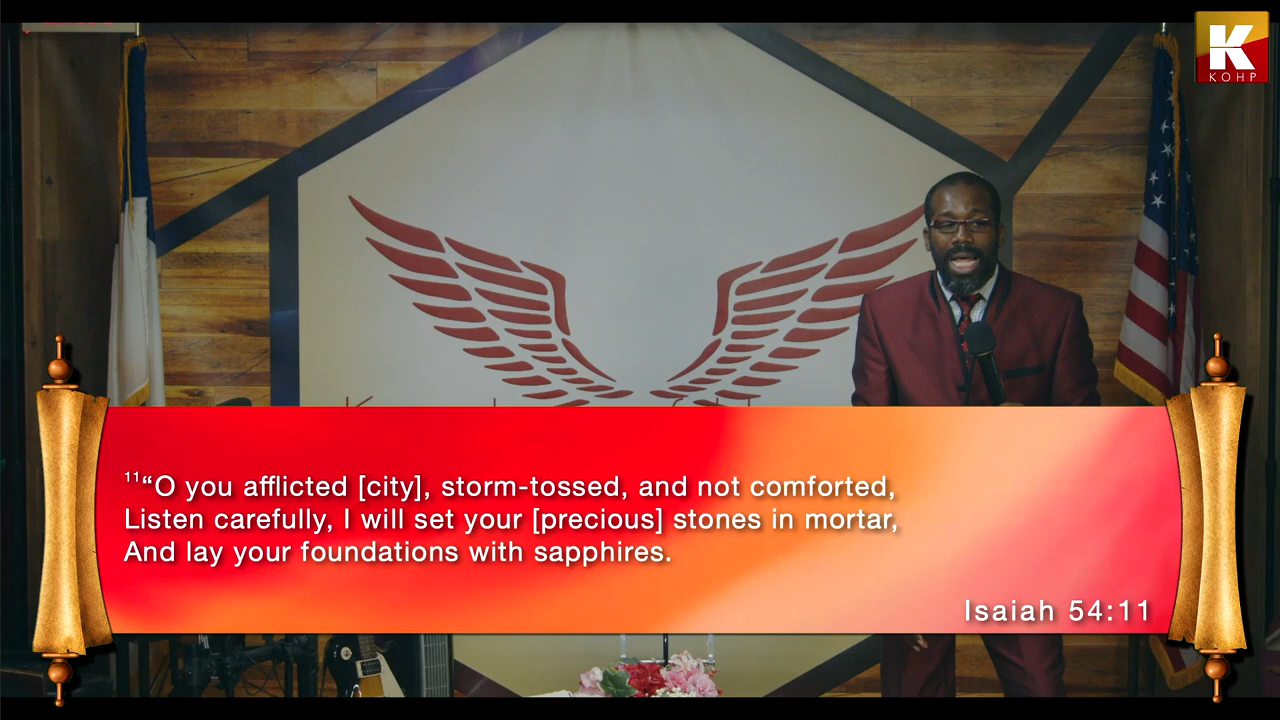 K
KOHP
¹¹“O you afflicted [city], storm-tossed, and not comforted,
Listen carefully, I will set your [precious] stones in mortar,
And lay your foundations with sapphires.
Isaiah 54:11